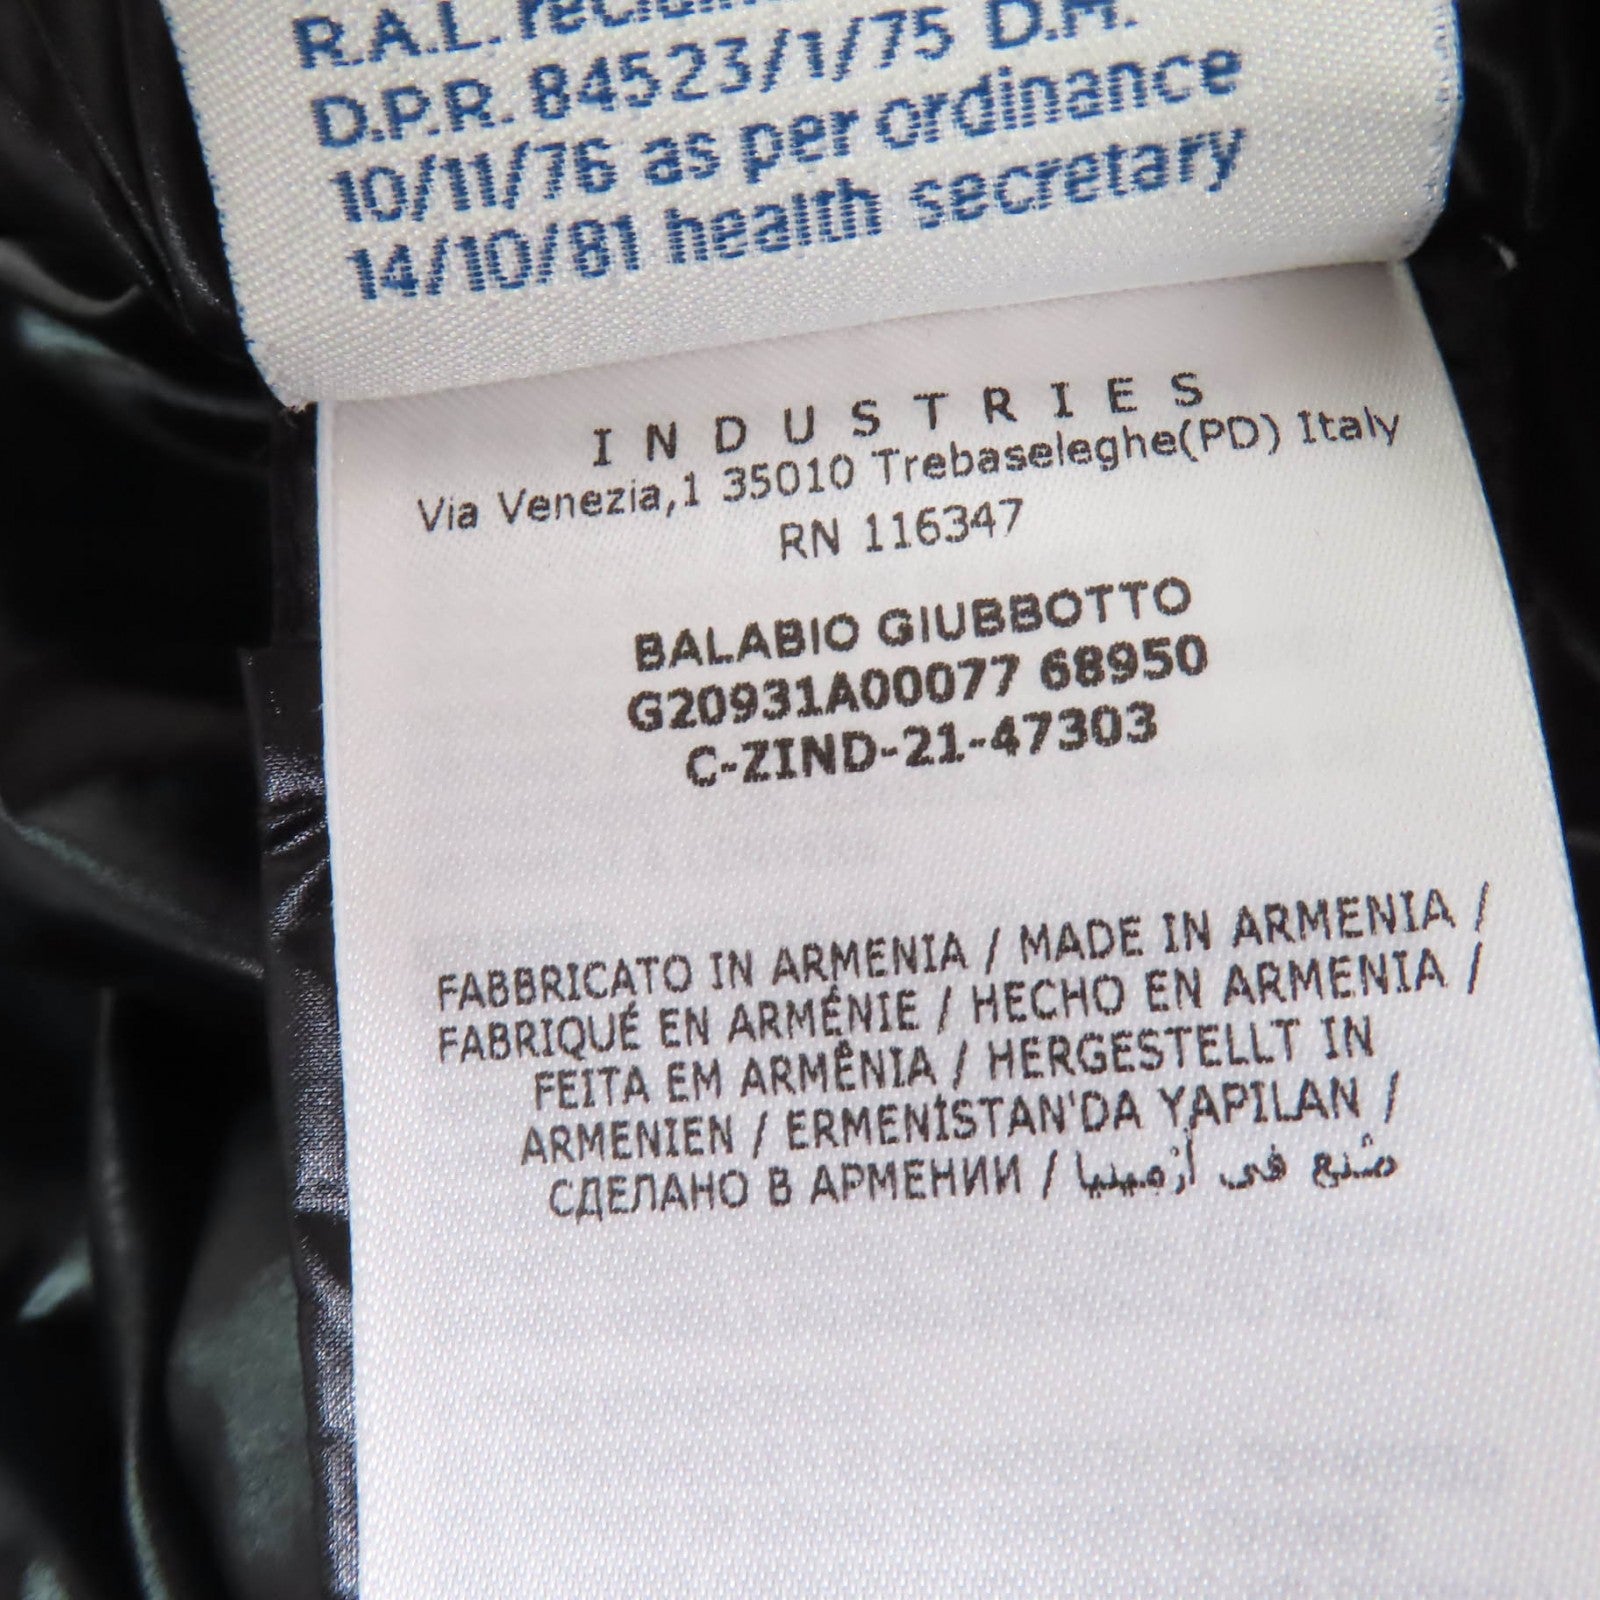 R.A.L.
D.P.R. 84523/1/75 D.M.
10/11/76 as per ordinance
14/10/81 health secretary
INDUSTRIES
Via Venezia,1 35010 Trebaseleghe(PD) Italy
RN 116347
BALABIO GIUBBOTTO
G20931A00077 68950
C-ZIND-21-47303
FABBRICATO IN ARMENIA / MADE IN ARMENIA /
FABRIQUÉ EN ARMÉNIE / HECHO EN ARMENIA /
FEITA EM ARMÊNIA / HERGESTELLT IN
ARMENIEN / ERMENİSTAN'DA YAPILAN /
СДЕЛАНО В АРМЕНИИ / صُنع في أرمينيا